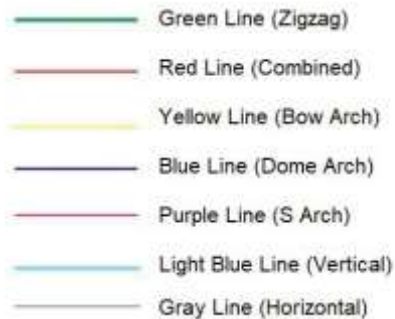 Green Line (Zigzag)
Red Line (Combined)
Yellow Line (Bow Arch)
Blue Line (Dome Arch)
Purple Line (S Arch)
Light Blue Line (Vertical)
Gray Line (Horizontal)